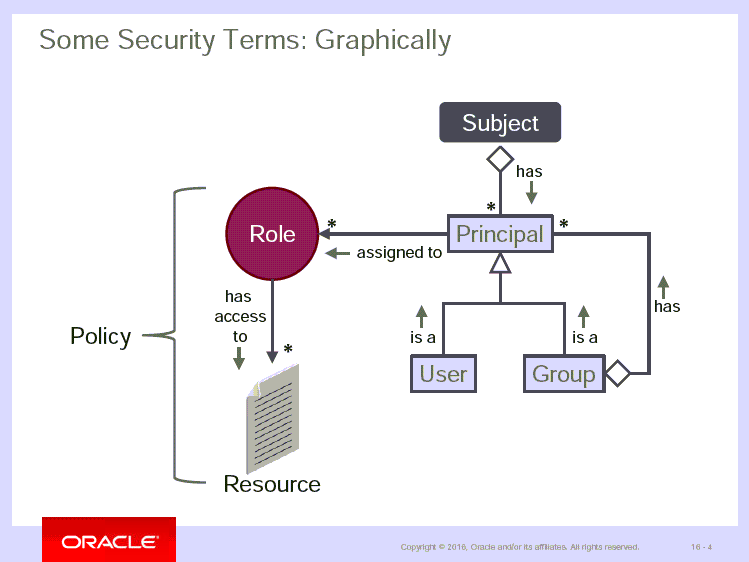 Some Security Terms: Graphically
Subject
has
*
Role
*
Principal
*
assigned to
has
access
to
*
has
Policy
is a
is a
User
Group
Resource
ORACLE®
Copyright © 2016, Oracle and/or its affiliates. All rights reserved.
16 - 4